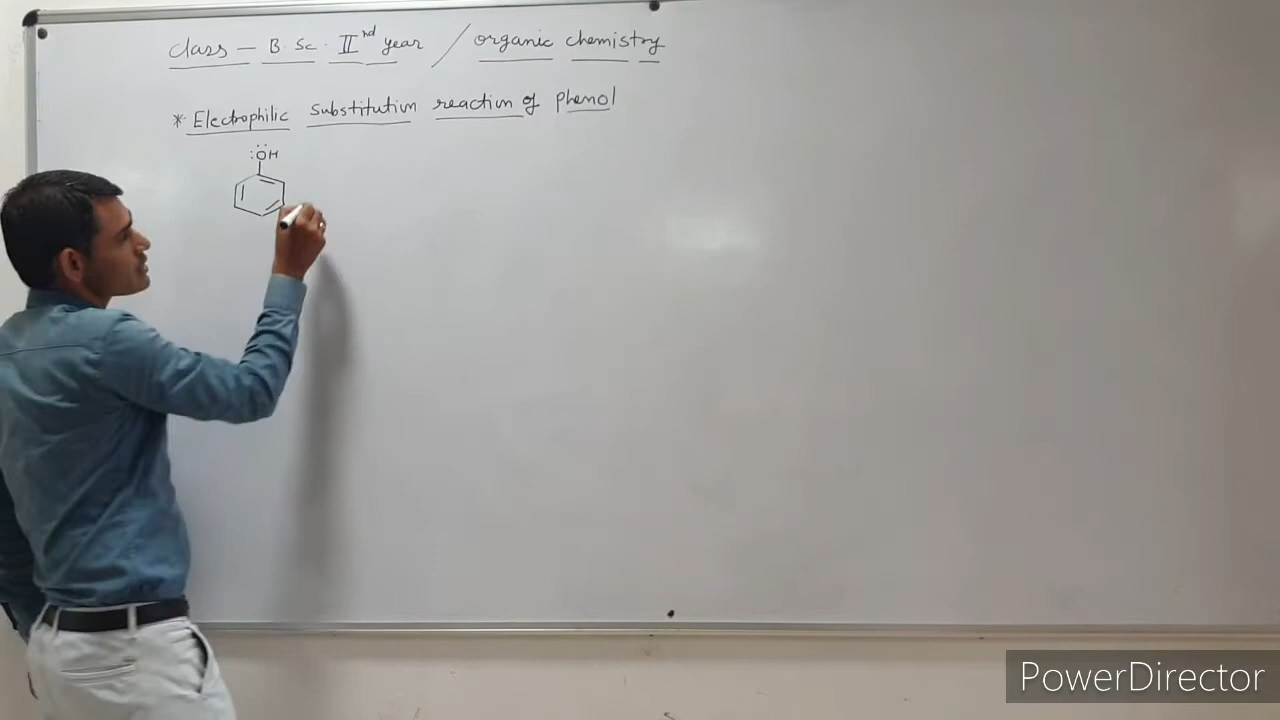 class - B.Sc. IInd year / organic chemistry
* Electrophilic substitution reaction of phenol
:ÖH
PowerDirector